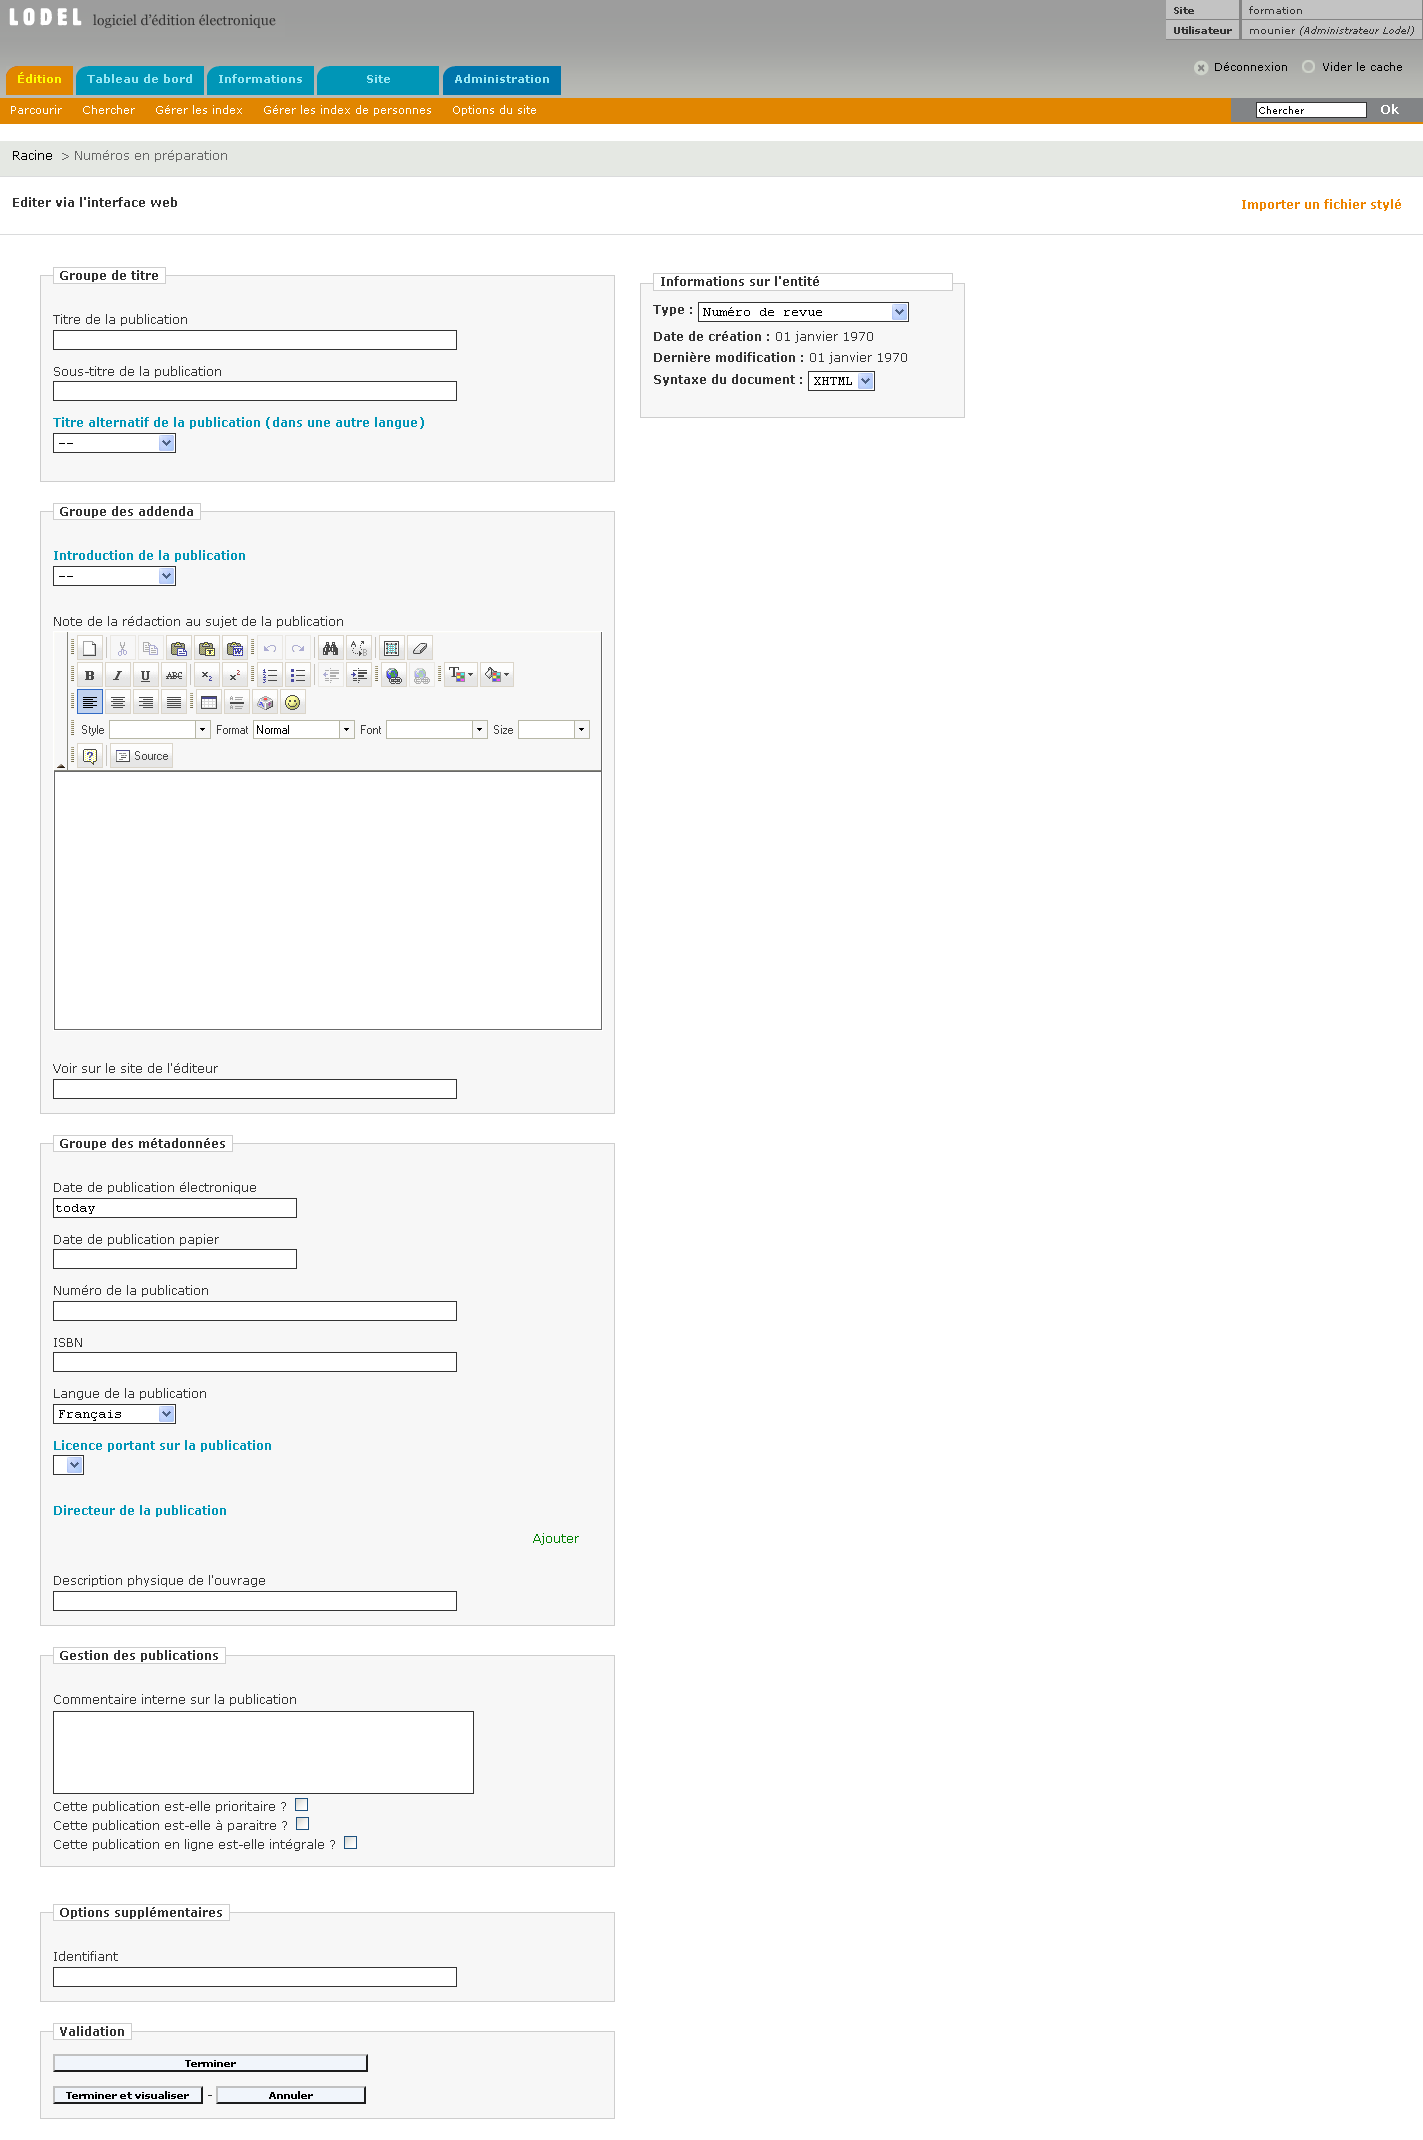 LODEL logiciel d'édition électronique
Site formation
Utilisateur mounier (Administrateur Lodel)
Déconnexion Vider le cache
Édition Tableau de bord Informations Site Administration
Parcourir Chercher Gérer les index Gérer les index de personnes Options du site Chercher Ok
Racine > Numéros en préparation
Editer via l'interface web Importer un fichier stylé
Groupe de titre
Titre de la publication
Sous-titre de la publication
Titre alternatif de la publication (dans une autre langue)
--
Informations sur l'entité
Type : Numéro de revue
Date de création : 01 janvier 1970
Dernière modification : 01 janvier 1970
Syntaxe du document : XHTML
Groupe des addenda
Introduction de la publication
--
Note de la rédaction au sujet de la publication
B I U ABC x2 x2
Style Format Normal Font Size
Source
Voir sur le site de l'éditeur
Groupe des métadonnées
Date de publication électronique
today
Date de publication papier
Numéro de la publication
ISBN
Langue de la publication
Français
Licence portant sur la publication
Directeur de la publication
Ajouter
Description physique de l'ouvrage
Gestion des publications
Commentaire interne sur la publication
Cette publication est-elle prioritaire ?
Cette publication est-elle à paraitre ?
Cette publication en ligne est-elle intégrale ?
Options supplémentaires
Identifiant
Validation
Terminer
Terminer et visualiser - Annuler